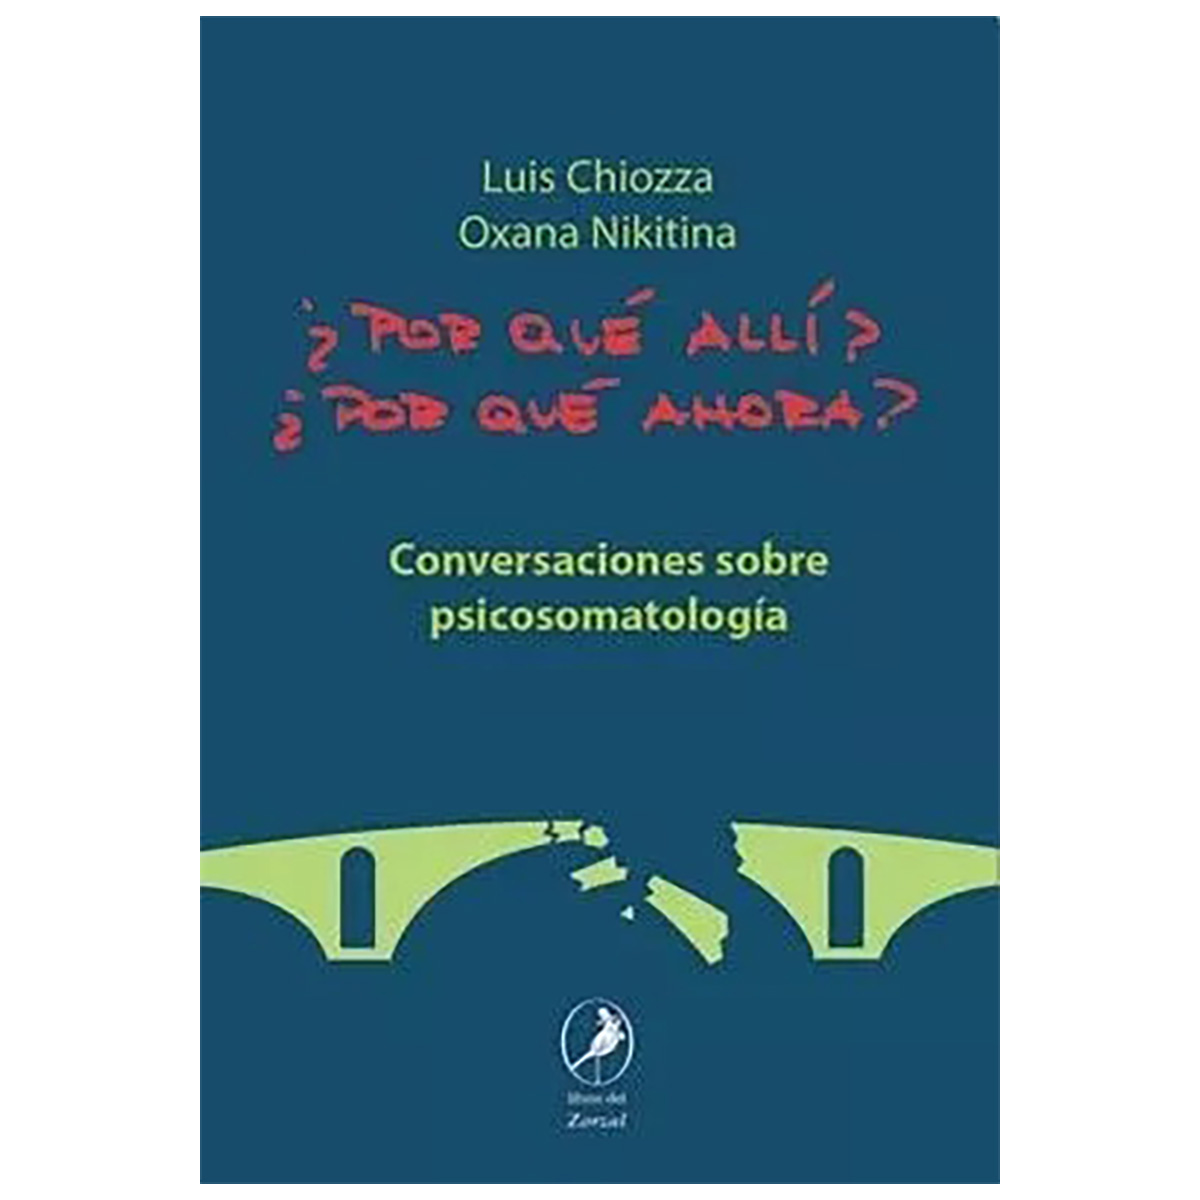 Luis Chiozza
Oxana Nikitina
¿POR QUÉ ALLÍ?
¿POR QUÉ AHORA?
Conversaciones sobre
psicosomatología
libros del
Zorzal